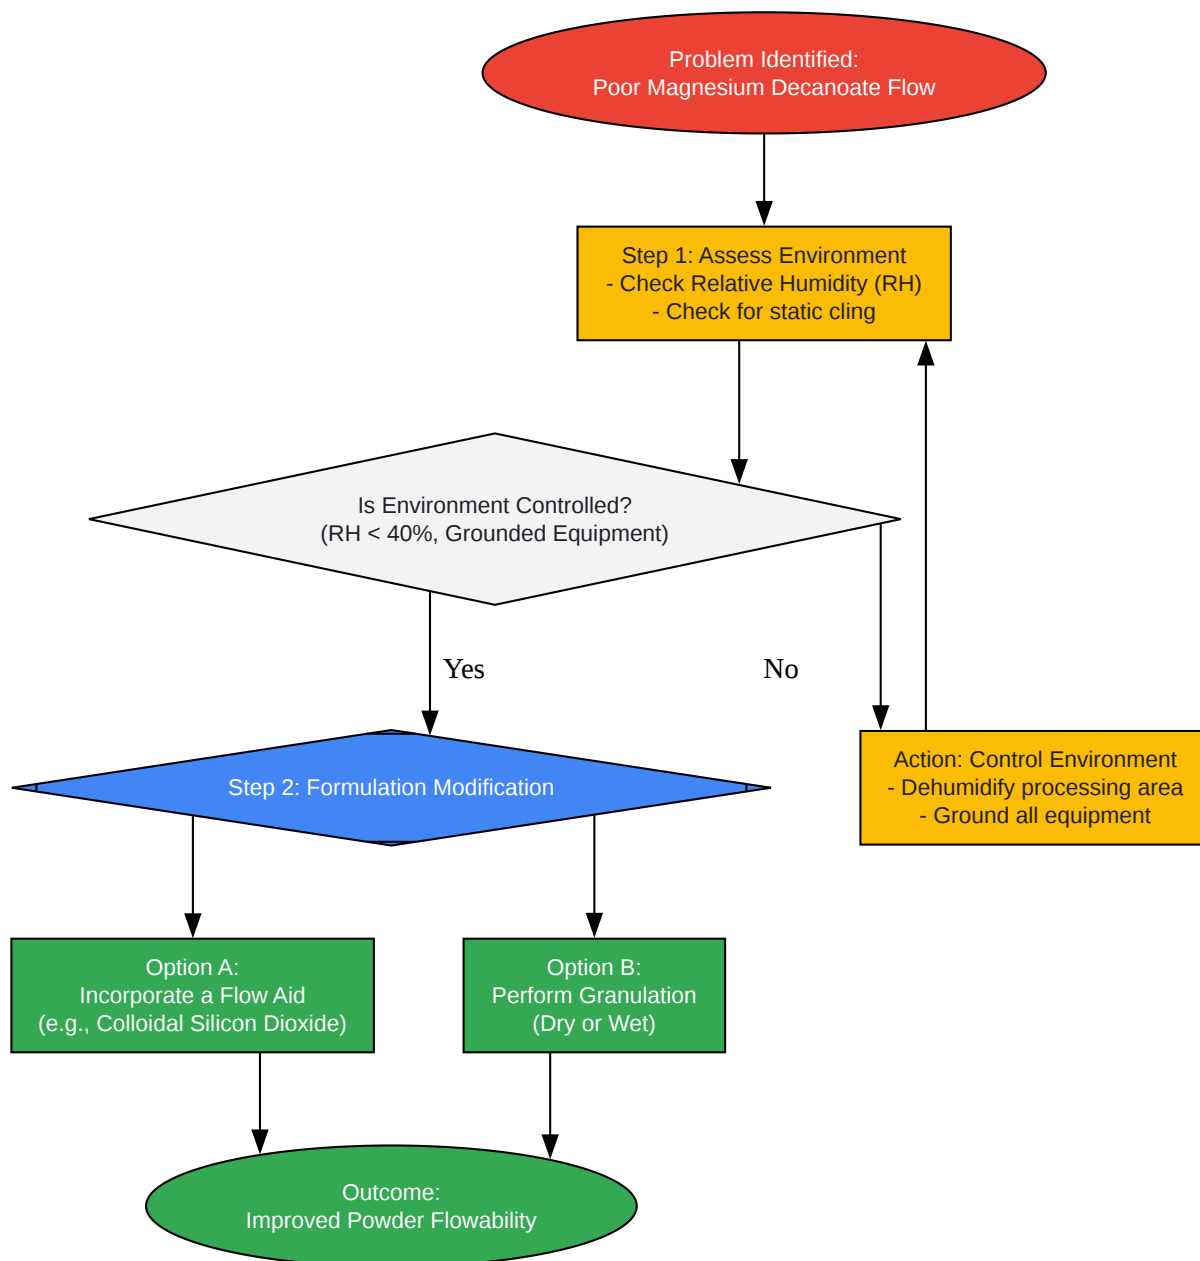 Problem Identified:
Poor Magnesium Decanoate Flow
Step 1: Assess Environment
- Check Relative Humidity (RH)
- Check for static cling
Is Environment Controlled?
(RH < 40%, Grounded Equipment)
Yes
No
Step 2: Formulation Modification
Action: Control Environment
- Dehumidify processing area
- Ground all equipment
Option A:
Incorporate a Flow Aid
(e.g., Colloidal Silicon Dioxide)
Option B:
Perform Granulation
(Dry or Wet)
Outcome:
Improved Powder Flowability